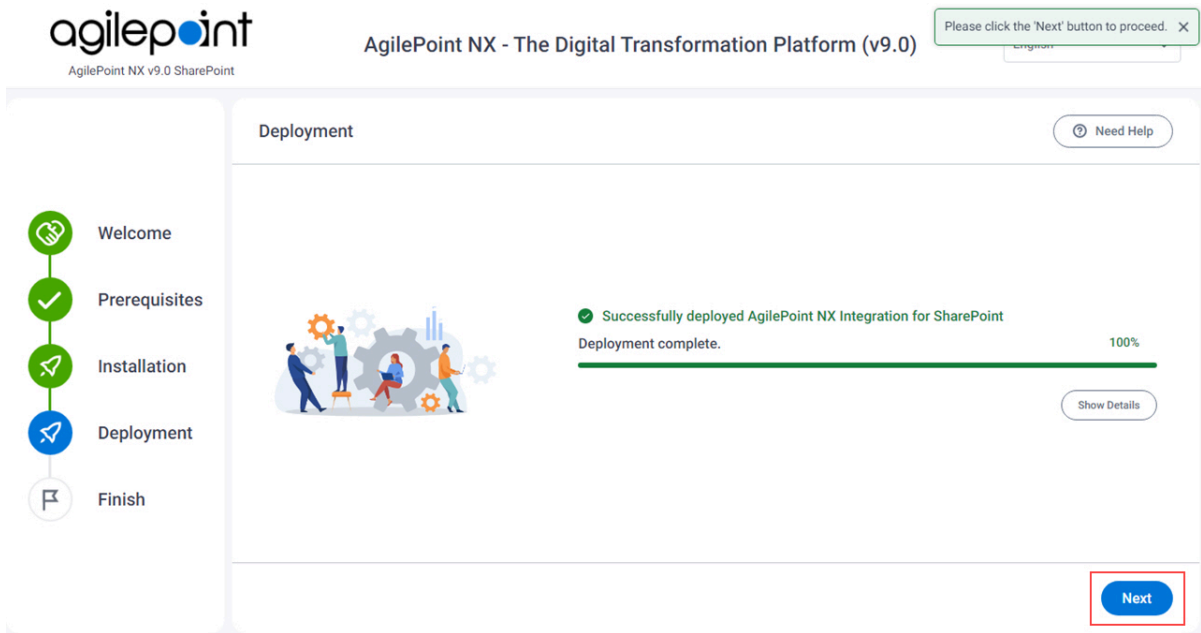 agilepoint
AgilePoint NX v9.0 SharePoint
AgilePoint NX - The Digital Transformation Platform (v9.0)
Please click the 'Next' button to proceed.
English
Deployment
Need Help
Welcome
Prerequisites
Installation
Deployment
Finish
Successfully deployed AgilePoint NX Integration for SharePoint
Deployment complete.
100%
Show Details
Next